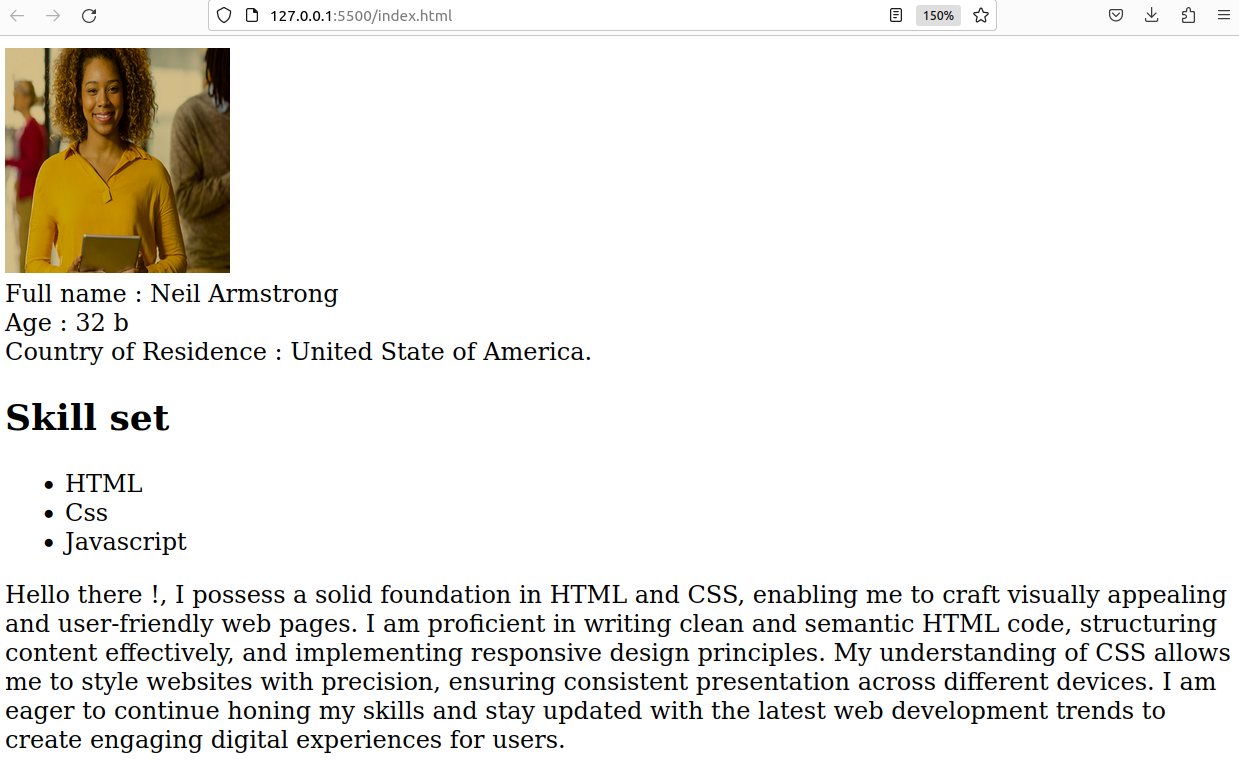 127.0.0.1:5500/index.html
150%
Full name : Neil Armstrong
Age : 32 b
Country of Residence : United State of America.
Skill set
• HTML
• Css
• Javascript
Hello there !, I possess a solid foundation in HTML and CSS, enabling me to craft visually appealing
and user-friendly web pages. I am proficient in writing clean and semantic HTML code, structuring
content effectively, and implementing responsive design principles. My understanding of CSS allows
me to style websites with precision, ensuring consistent presentation across different devices. I am
eager to continue honing my skills and stay updated with the latest web development trends to
create engaging digital experiences for users.